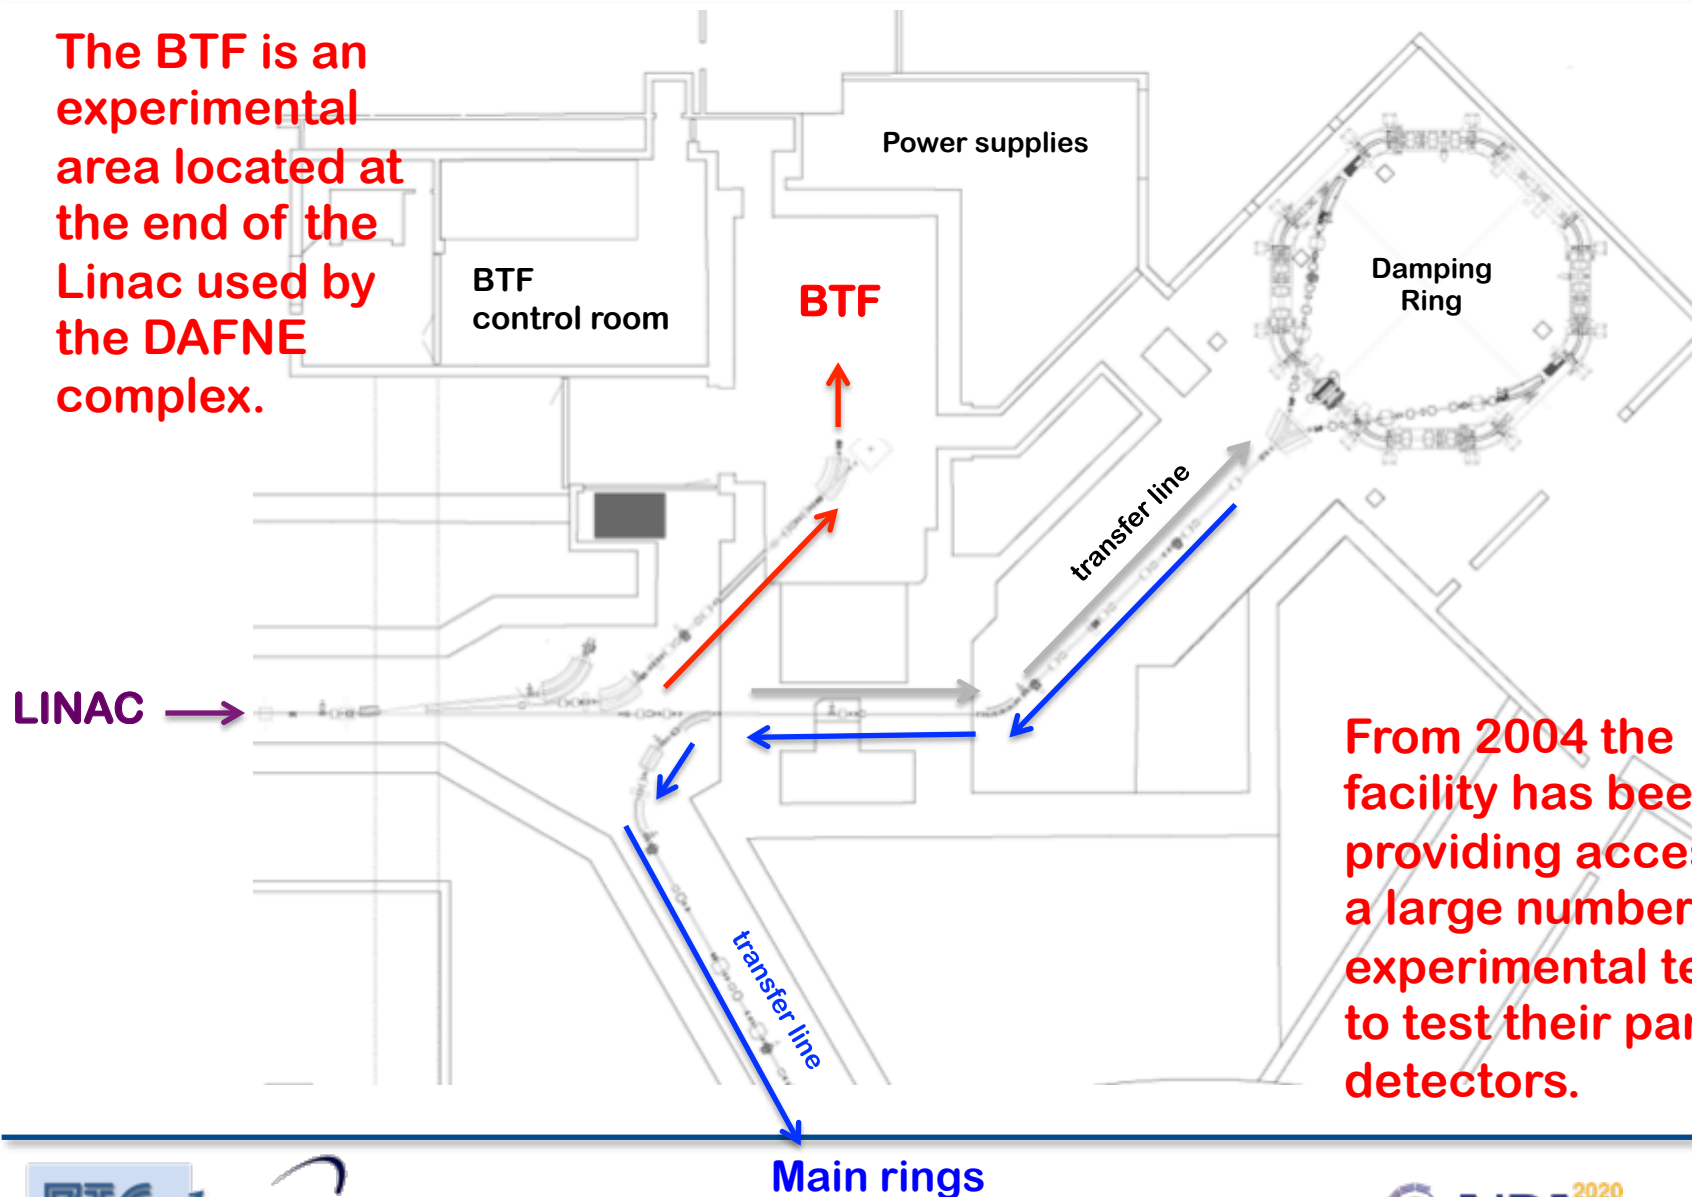 The BTF is an
experimental
area located at
the end of the
Linac used by
the DAFNE
complex.
Power supplies
BTF
control room
BTF
Damping
Ring
transfer line
LINAC
From 2004 the
facility has
providing
a large number
experimental
to test their
detectors.
transfer line
Main rings
2020